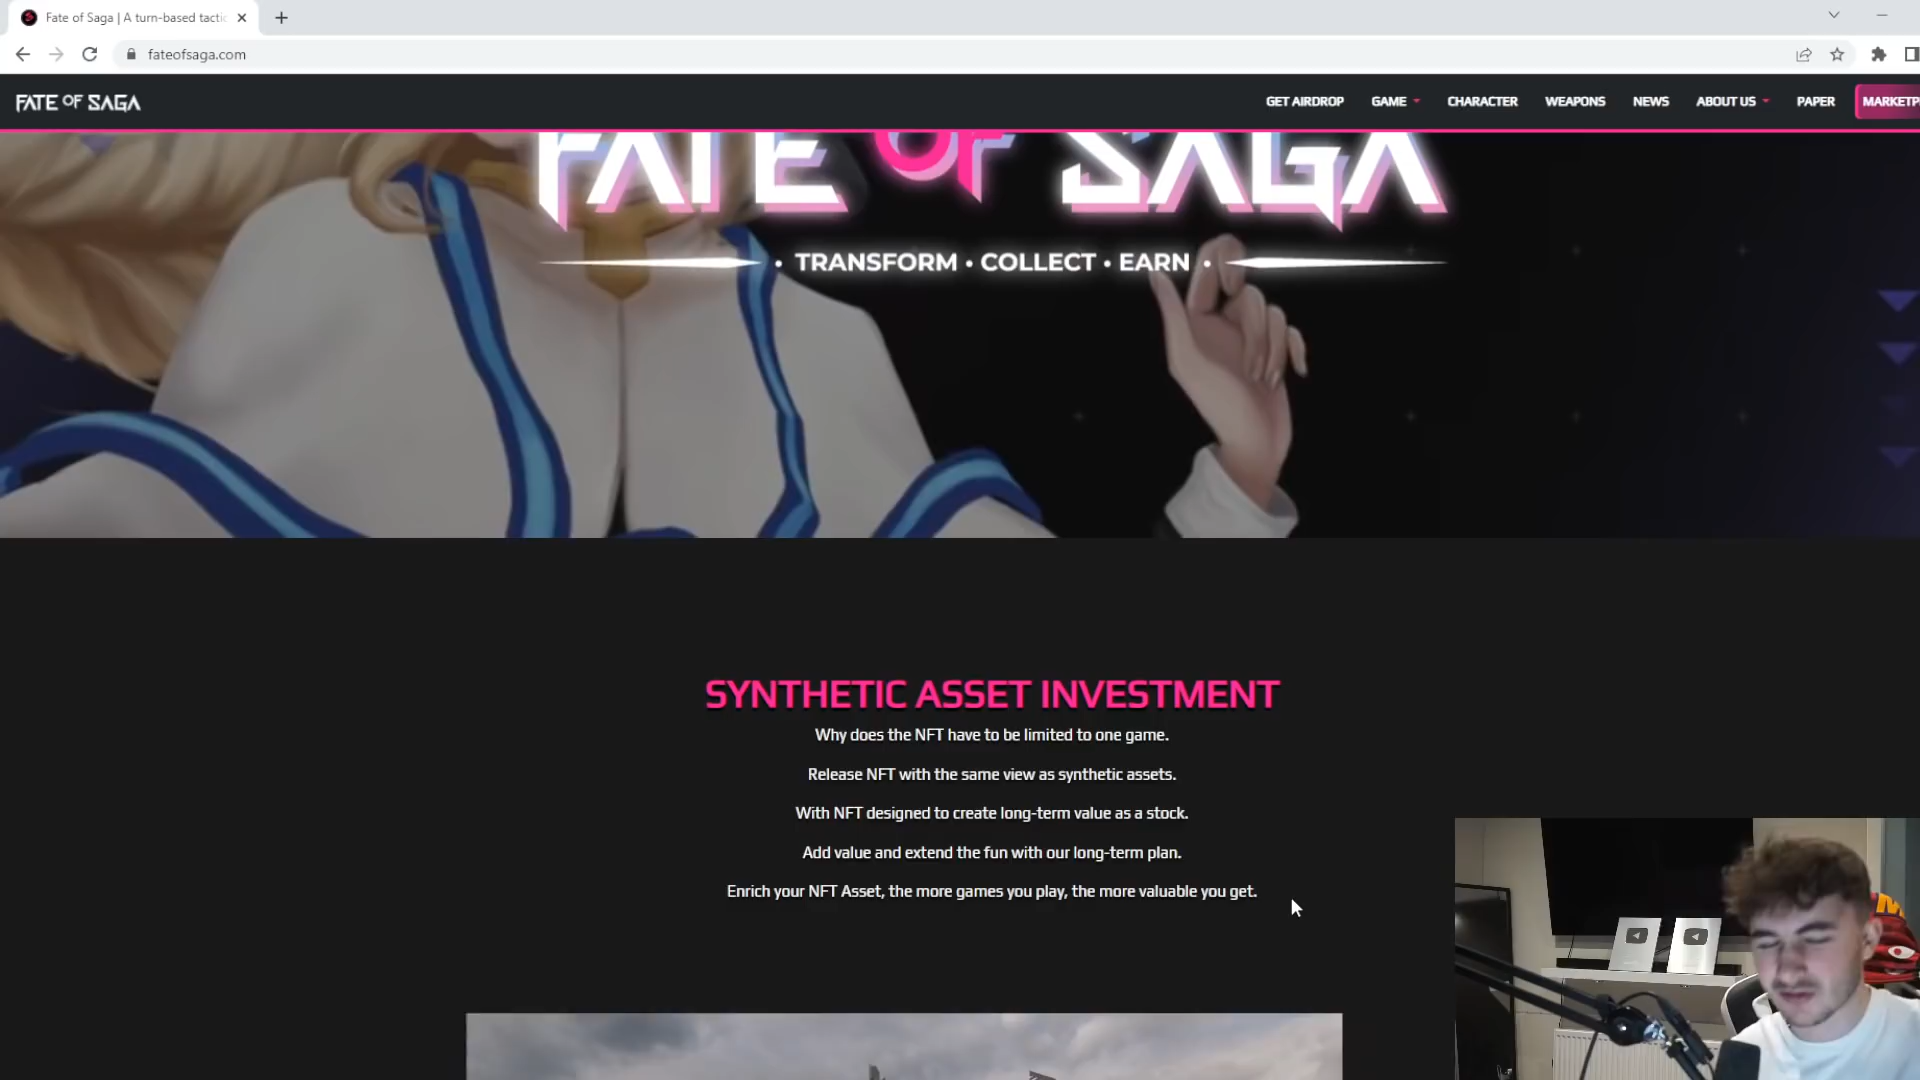 Fate of Saga | A turn-based tactic
fateofsaga.com
FATE OF SAGA
GET AIRDROP
GAME
CHARACTER
WEAPONS
NEWS
ABOUT US
PAPER
MARKETP
FATE OF SAGA
• TRANSFORM • COLLECT • EARN •
SYNTHETIC ASSET INVESTMENT
Why does the NFT have to be limited to one game.
Release NFT with the same view as synthetic assets.
With NFT designed to create long-term value as a stock.
Add value and extend the fun with our long-term plan.
Enrich your NFT Asset, the more games you play, the more valuable you get.